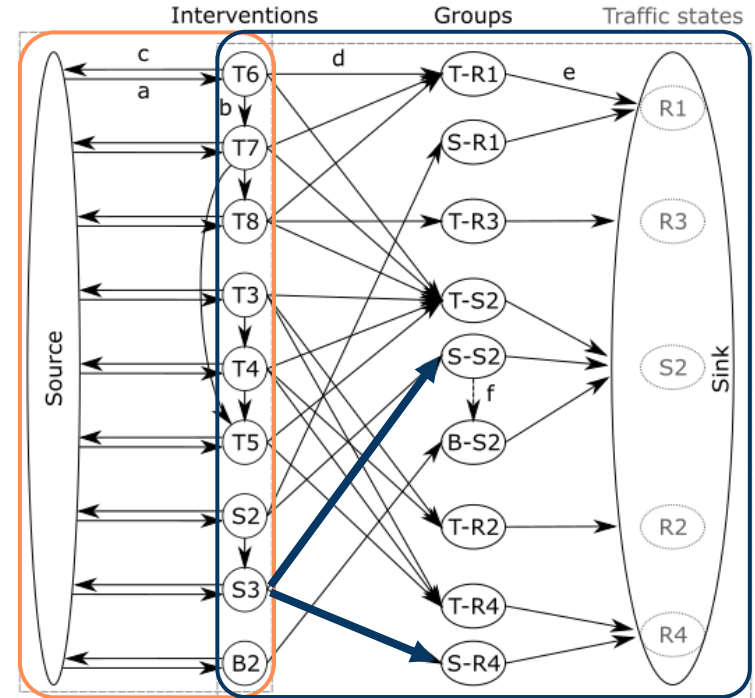 Interventions Groups Traffic states
c
T6 d T-R1 e
a
R1
b
T7 S-R1
T8 T-R3 R3
T3 T-S2
Source
T4 S-S2 S2 Sink
f
T5 B-S2
S2 T-R2 R2
S3 T-R4
R4
B2 S-R4